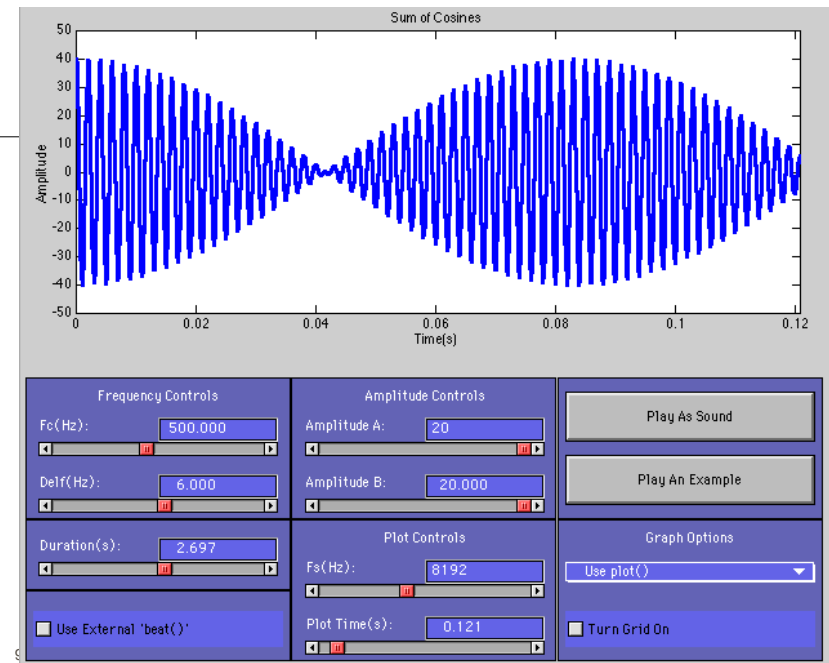 Sum of Cosines
50
40
30
20
10
0
-10
-20
-30
-40
-50
Amplitude
0 0.02 0.04 0.06 0.08 0.1 0.12
Time(s)
Frequency Controls
Fc(Hz): 500.000
Delf(Hz): 6.000
Duration(s): 2.697
Use External 'beat()'
Amplitude Controls
Amplitude A: 20
Amplitude B: 20.000
Plot Controls
Fs(Hz): 8192
Plot Time(s): 0.121
Play As Sound
Play An Example
Graph Options
Use plot()
Turn Grid On